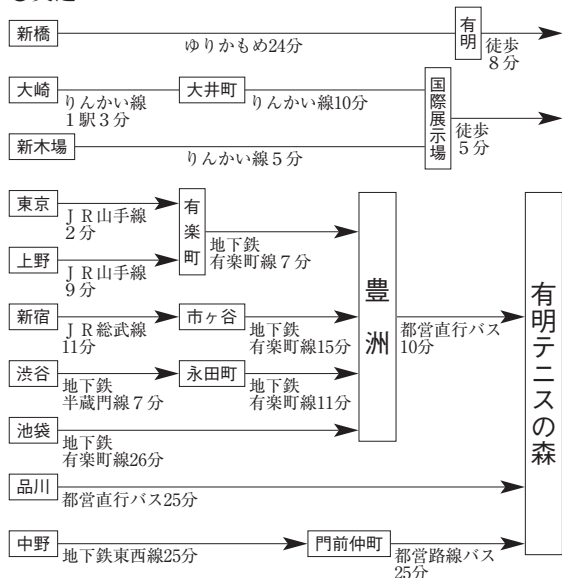 新橋
ゆりかもめ24分
有明
徒歩
8分
大崎
りんかい線
1駅3分
大井町
りんかい線10分
国際展示場
徒歩
5分
新木場
りんかい線5分
東京
JR山手線
2分
有楽町
地下鉄
有楽町線7分
上野
JR山手線
9分
新宿
JR総武線
11分
市ヶ谷
地下鉄
有楽町線15分
渋谷
地下鉄
半蔵門線7分
永田町
地下鉄
有楽町線11分
池袋
地下鉄
有楽町線26分
豊洲
都営直行バス
10分
品川
都営直行バス25分
中野
地下鉄東西線25分
門前仲町
都営路線バス
25分
有明テニスの森